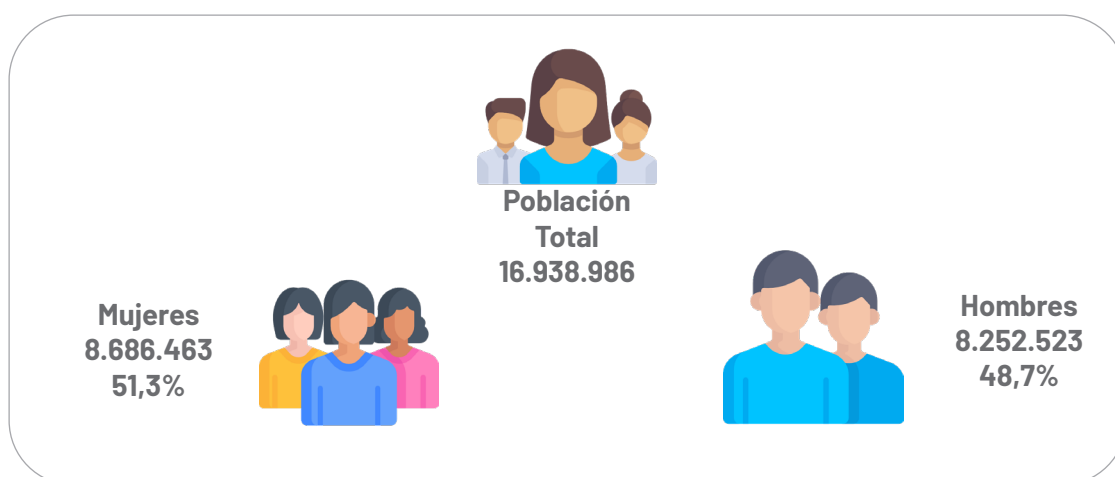 Población
Total
16.938.986
Mujeres
8.686.463
51,3%
Hombres
8.252.523
48,7%